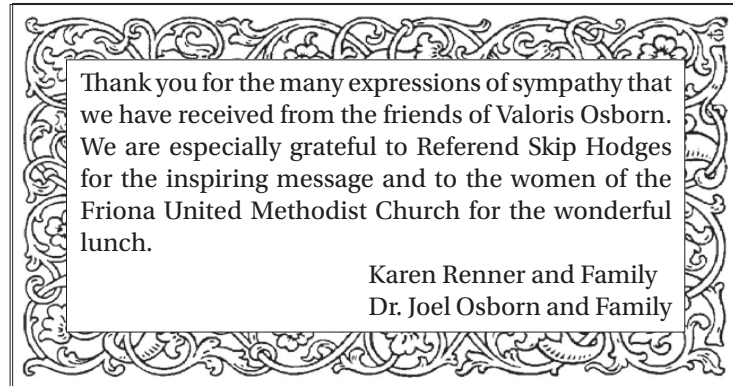 Thank you for the many expressions of sympathy that
we have received from the friends of Valoris Osborn.
We are especially grateful to Referend Skip Hodges
for the inspiring message and to the women of the
Friona United Methodist Church for the wonderful
lunch.
Karen Renner and Family
Dr. Joel Osborn and Family